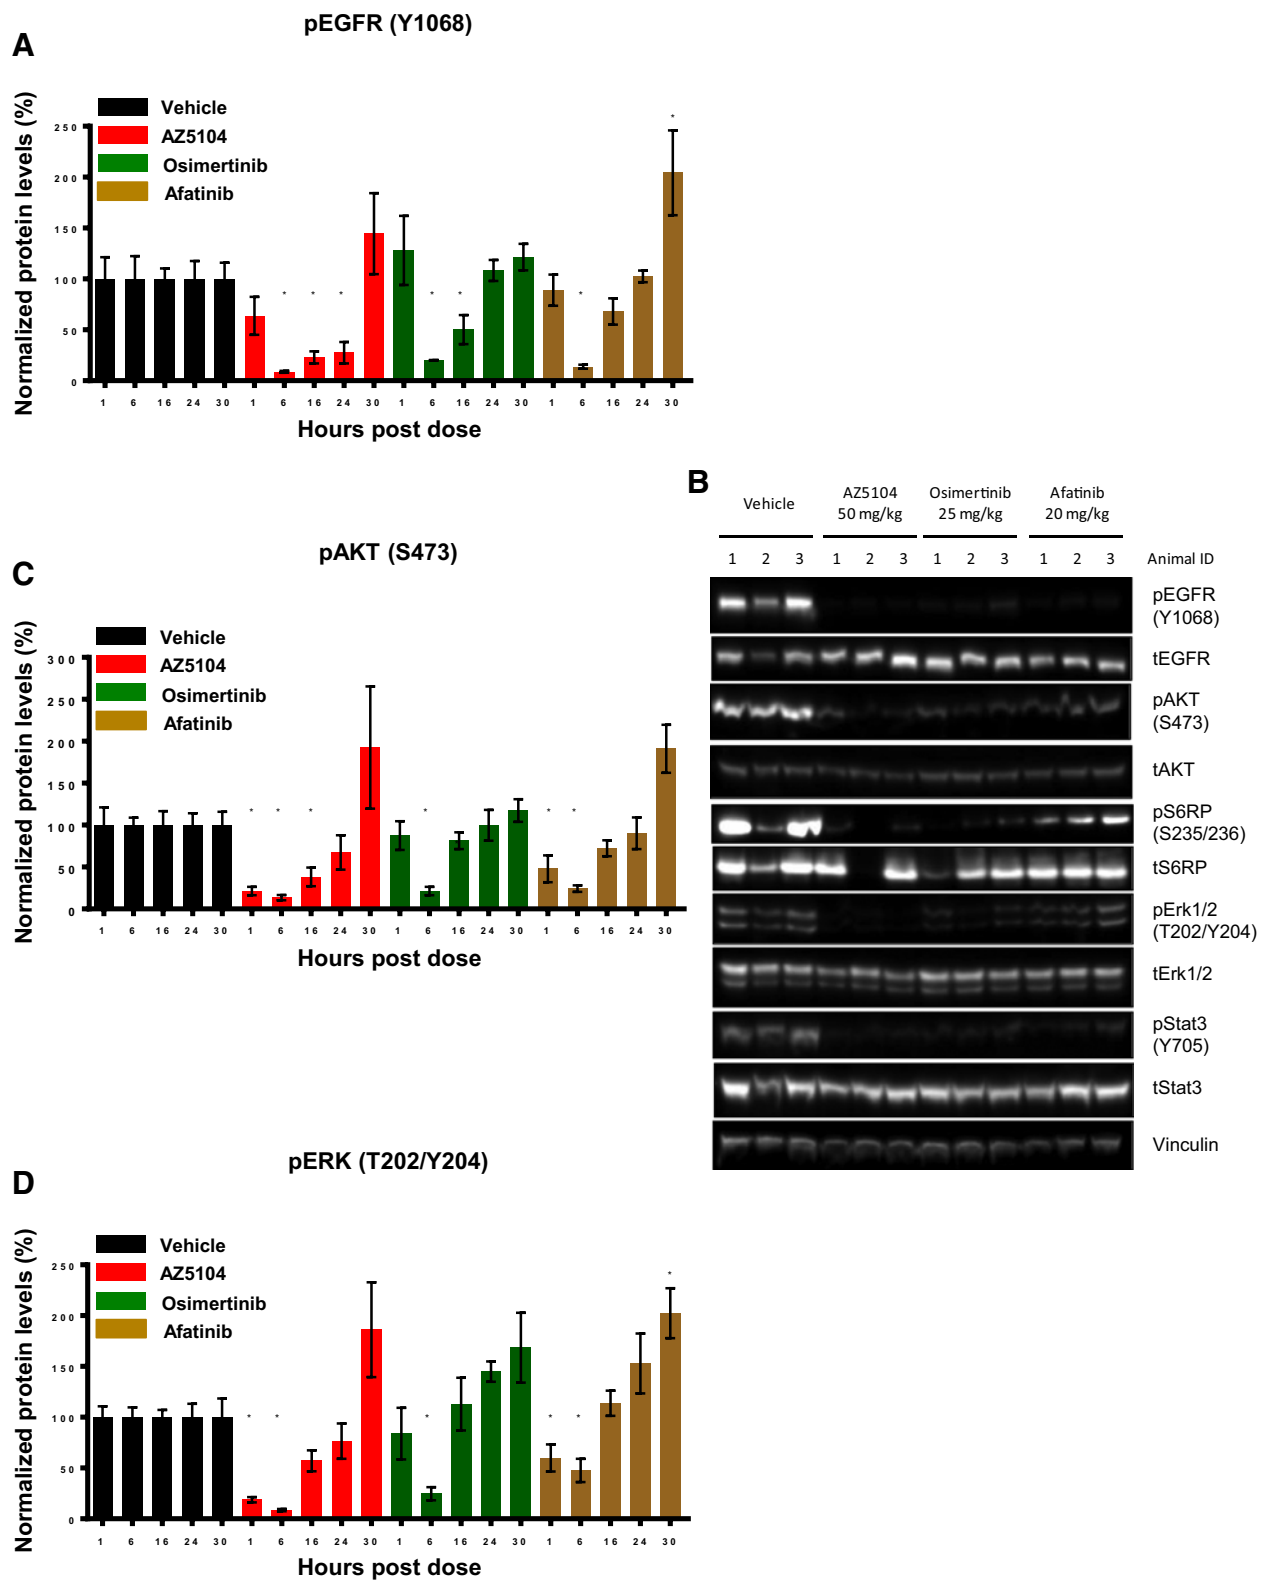 pEGFR (Y1068)
A
Normalized protein levels (%)
Vehicle
AZ5104
Osimertinib
Afatinib
250
200
150
100
50
0
* * * * * * *
1 6 16 24 30 1 6 16 24 30 1 6 16 24 30 1 6 16 24 30
Hours post dose
B
Vehicle
AZ5104
50 mg/kg
Osimertinib
25 mg/kg
Afatinib
20 mg/kg
1 2 3 1 2 3 1 2 3 1 2 3 Animal ID
pEGFR
(Y1068)
tEGFR
pAKT
(S473)
tAKT
pS6RP
(S235/236)
tS6RP
pErk1/2
(T202/Y204)
tErk1/2
pStat3
(Y705)
tStat3
Vinculin
pAKT (S473)
C
Normalized protein levels (%)
Vehicle
AZ5104
Osimertinib
Afatinib
300
250
200
150
100
50
0
* * * * * *
1 6 16 24 30 1 6 16 24 30 1 6 16 24 30 1 6 16 24 30
Hours post dose
pERK (T202/Y204)
D
Normalized protein levels (%)
Vehicle
AZ5104
Osimertinib
Afatinib
250
200
150
100
50
0
* * * * * *
1 6 16 24 30 1 6 16 24 30 1 6 16 24 30 1 6 16 24 30
Hours post dose